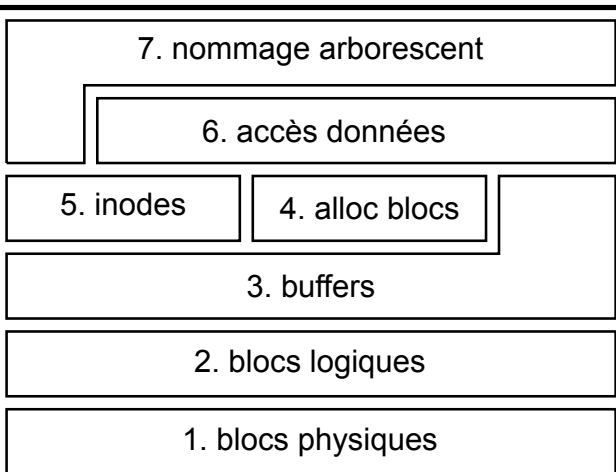 7. nommage arborescent
6. accès données
5. inodes
4. alloc blocs
3. buffers
2. blocs logiques
1. blocs physiques